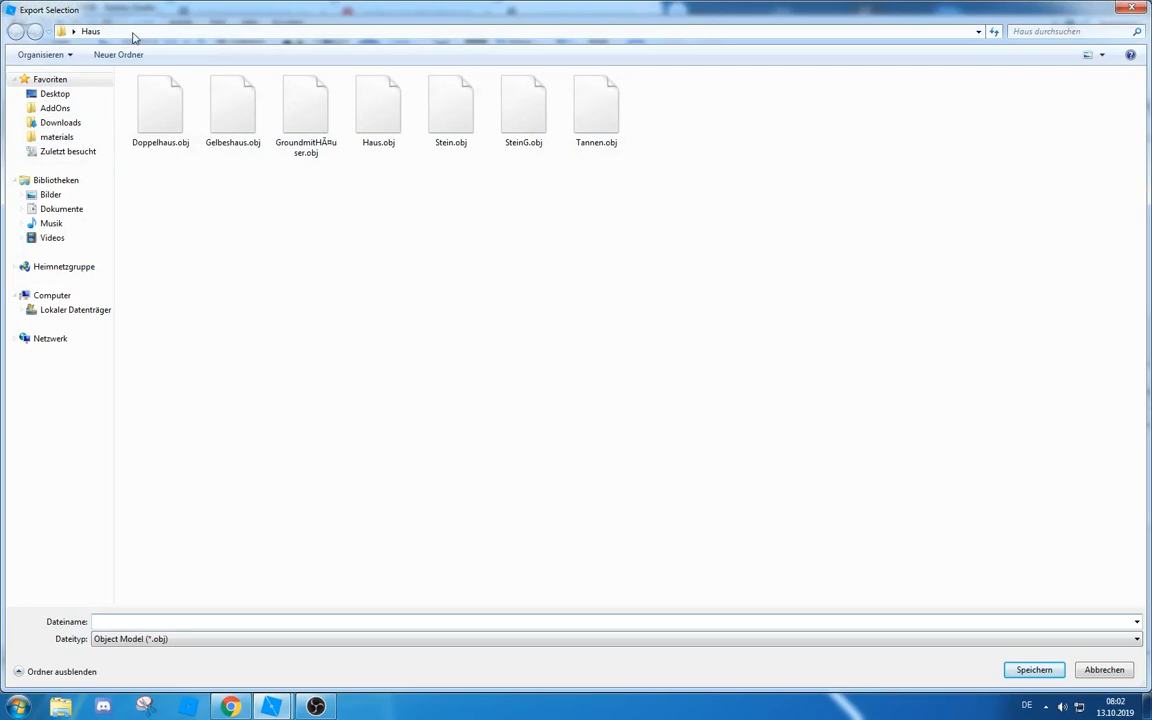 Export Selection
Haus
Haus durchsuchen
Organisieren
Neuer Ordner
Favoriten
Desktop
AddOns
Downloads
materials
Zuletzt besucht
Bibliotheken
Bilder
Dokumente
Musik
Videos
Heimnetzgruppe
Computer
Lokaler Datenträger
Netzwerk
Doppelhaus.obj
Gelbeshaus.obj
GroundmitHÃ¤u
ser.obj
Haus.obj
Stein.obj
SteinG.obj
Tannen.obj
Dateiname:
Dateityp: Object Model (*.obj)
Ordner ausblenden
Speichern
Abbrechen
DE
08:02
13.10.2019